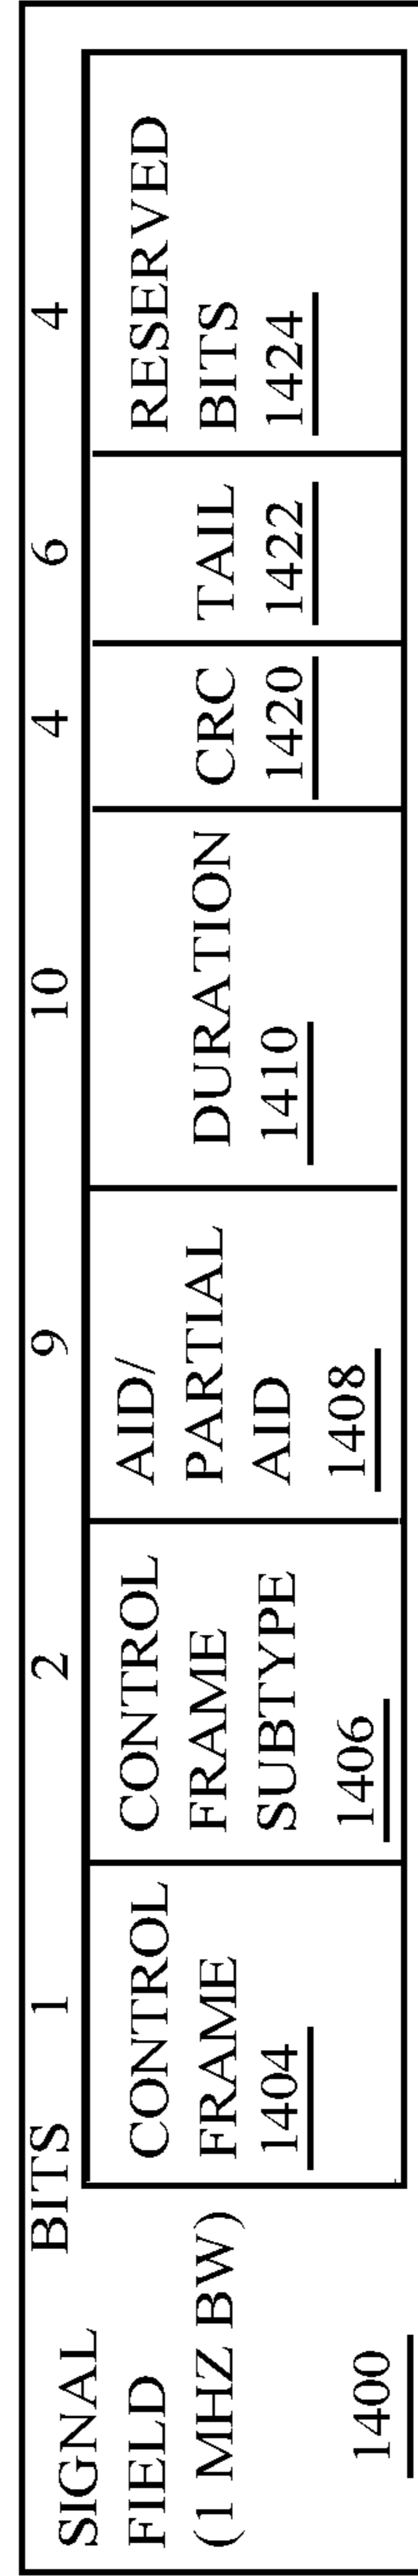 SIGNAL
FIELD
(1 MHZ BW)
1400
BITS 1 2 9 10 4 6 4
CONTROL
FRAME
1404
CONTROL
FRAME
SUBTYPE
1406
AID/
PARTIAL
AID
1408
DURATION
1410
CRC
1420
TAIL
1422
RESERVED
BITS
1424